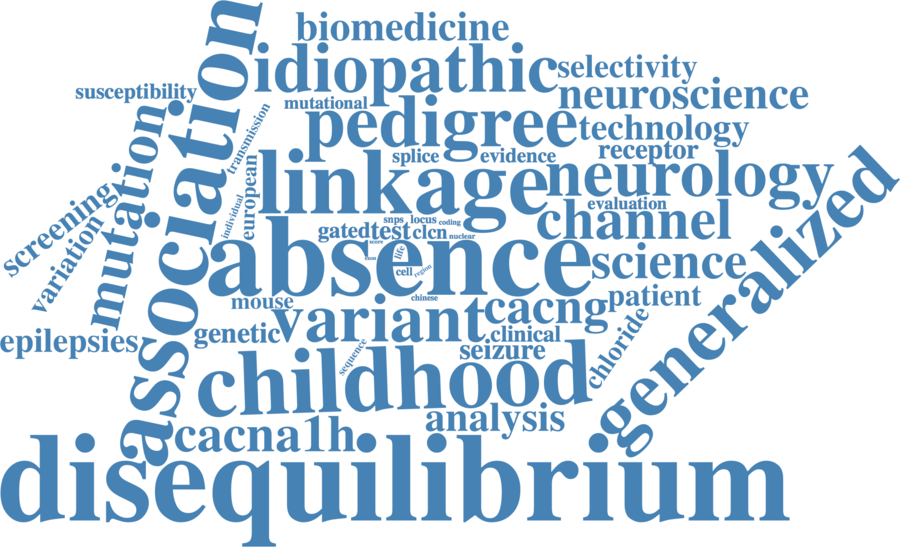 biomedicine
idiopathic
selectivity
susceptibility
mutational
neuroscience
pedigree
technology
transmission
association
mutation
splice
evidence
receptor
linkage
neurology
european
individual
evaluation
screening
variation
snps
locus
coding
channel
gated
test
clcn
nuclear
score
absence
life
cell
region
science
generalized
chinese
mouse
variant
cacng
patient
epilepsies
genetic
clinical
seizure
chloride
sequence
childhood
analysis
cacna1h
disequilibrium